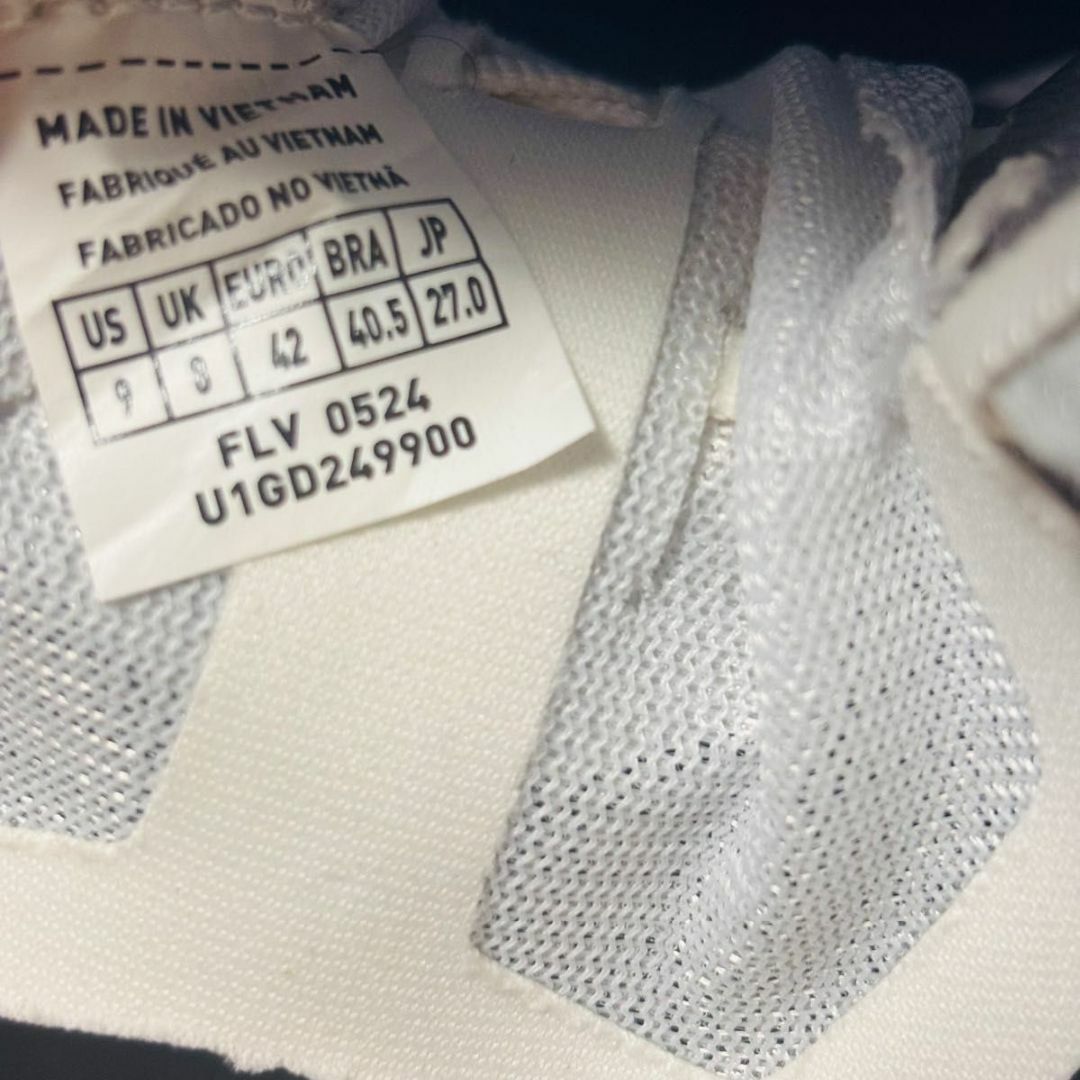 MADE IN VIETNAM
FABRIQUÉ AU VIETNAM
FABRICADO NO VIETNÃ
US UK EURO BRA JP
9 8 42 40.5 27.0
FLV 0524
U1GD249900